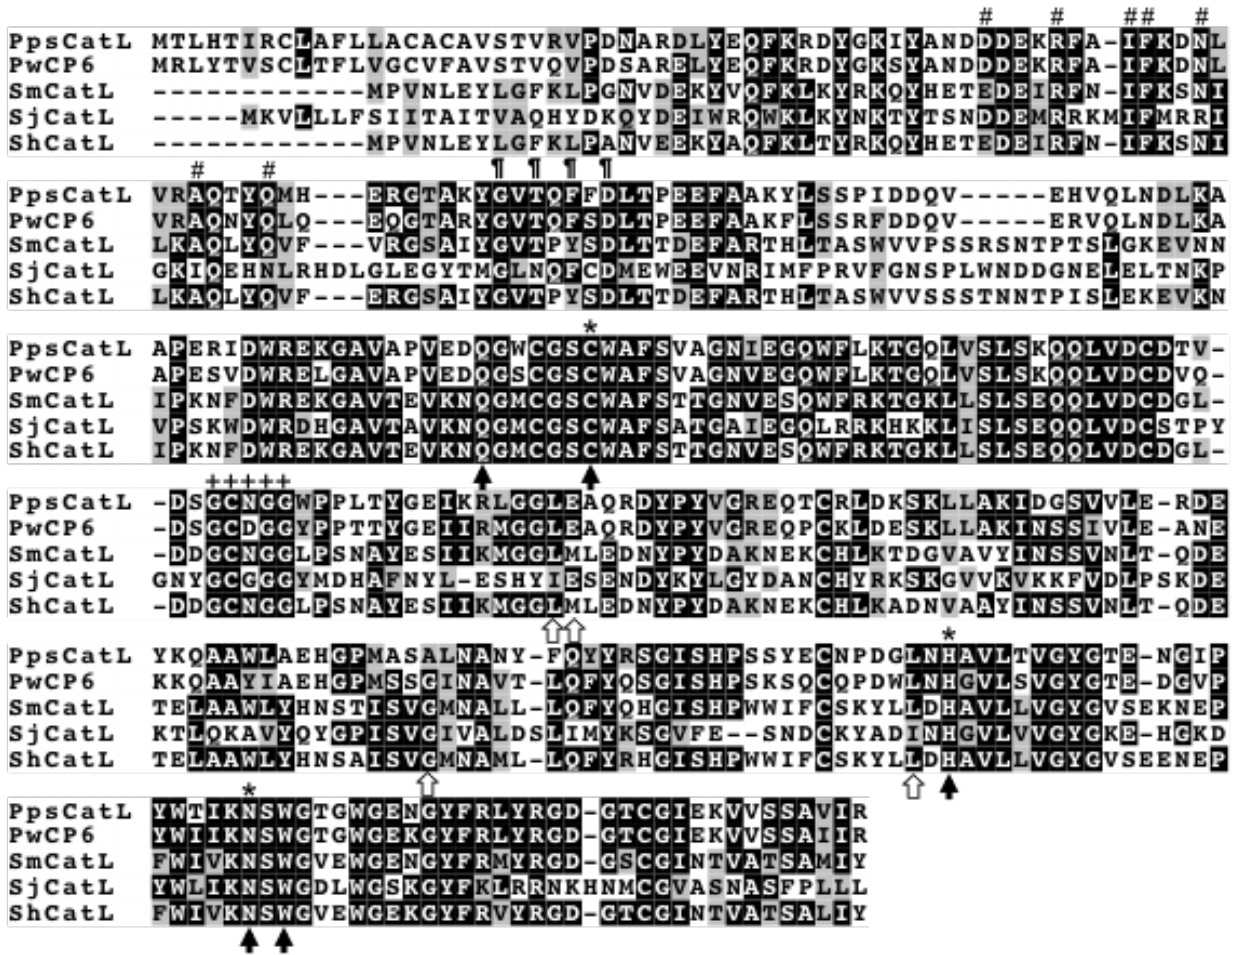 # # # # #
PpsCatL MTLHTIRCLAFLLACACAVSTVRVPDNARDLYEQFKRDYGKIYANDDDEKRFA-IFKDNL
PwCP6 MRLYTVSCLTFLVGCVFAVSTVQVPDSARELYEQFKRDYGKSYANDDDEKRFA-IFKDNL
SmCatL ------------MPVNLEYLGFKLPGNVDEKYVQFKLKYRKQYHETEDEIRFN-IFKSNI
SjCatL -----MKVLLLLFSIITAITVAQHYDKQYDEIWRQWKLKYNKTYTSNDDEMRRKMIFMRRI
ShCatL ------------MPVNLEYLGFKLPANVEEKYAQFKLTYRKQYHETEDEIRFN-IFKSNI
# # ¶ ¶ ¶ ¶
PpsCatL VRAQTYQMH---ERGTAKYGVTQFFDLTPEEFAAKYLSSPIDDQV-----EHVQLNDLKA
PwCP6 VRAQNYQLQ---EQGTARYGVTQFSDLTPEEFAAKFLSSRFDDQV-----ERVQLNDLKA
SmCatL LKAQLYQVF---VRGSAIYGVTPYSDLTTDEFARTHLTASWVVPSSRSNTPTSLGKEVNN
SjCatL GKIQEHNLRHDLGLEGYTMGLNQFCDMEWEEVNRIMFPRVFGNSPLWNDDGNELELTNKP
ShCatL LKAQLYQVF---ERGSAIYGVTPYSDLTTDEFARTHLTASWVVSSSTNNTPISLEKEVKN
*
PpsCatL APERIDWREKGAVAPVEDQGWCGSCWAFSVAGNIEGQWFLKTGQLVSLSKQQLVDCDTV-
PwCP6 APESVDWRELGAVAPVEDQGSCGSCWAFSVAGNVEGQWFLKTGQLVSLSKQQLVDCDVQ-
SmCatL IPKNFDWREKGAVTEVKNQGMCGSCWAFSTTGNVESQWFRKTGKLLSLSEQQLVDCDGL-
SjCatL VPSKWDWRDHGAVTAVKNQGMCGSCWAFSATGAIEGQLRRKHKKLISLSEQQLVDCSTPY
ShCatL IPKNFDWREKGAVTEVKNQGMCGSCWAFSTTGNVESQWFRKTGKLLSLSEQQLVDCDGL-
+++++
PpsCatL -DSGCNGGWPPLTYGEIKRLGGLEAQRDYPYVGREQTCRLDKSKLLAKIDGSVVLE-RDE
PwCP6 -DSGCDGGYPPTTYGEIIRMGGLEAQRDYPYVGREQPCKLDESKLLAKINSSIVLE-ANE
SmCatL -DDGCNGGLPSNAYESIIKMGGLMLEDNYPYDAKNEKCHLKTDGVAVYINSSVNLT-QDE
SjCatL GNYGCGGGYMDHAFNYL-ESHYIESENDYKYLGYDANCHYRKSKGVVKVKKFVDLPSKDE
ShCatL -DDGCNGGLPSNAYESIIKMGGLMLEDNYPYDAKNEKCHLKADNVAAYINSSVNLT-QDE
*
PpsCatL YKQAAWLAEHGPMASALNANY-FQYYRSGISHPSSYECNPDGLNHAVLTVGYGTE-NGIP
PwCP6 KKQAAYIAEHGPMSSGINAVT-LQFYQSGISHPSKSQCQPDWLNHGVLSVGYGTE-DGVP
SmCatL TELAAWLYHNSTISVGMNALL-LQFYQHGISHPWWIFCSKYLLDHAVLLVGYGVSEKNEP
SjCatL KTLQKAVYQYGPISVGIVALDSLIMYKSGVFE--SNDCKYADINHGVLVVGYGKE-HGKD
ShCatL TELAAWLYHNSAISVGMNAML-LQFYRHGISHPWWIFCSKYLLDHAVLLVGYGVSEENEP
*
PpsCatL YWTIKNSWGTGWGENGYFRLYRGD-GTCGIEKVVSSAVIR
PwCP6 YWIIKNSWGTGWGEKGYFRLYRGD-GTCGIEKVVSSAIIR
SmCatL FWIVKNSWGVEWGENGYFRMYRGD-GSCGINTVATSAMIY
SjCatL YWLIKNSWGDLWGSKGYFKLRRNKHNMCGVASNASFPLLL
ShCatL FWIVKNSWGVEWGEKGYFRVYRGD-GTCGINTVATSALIY